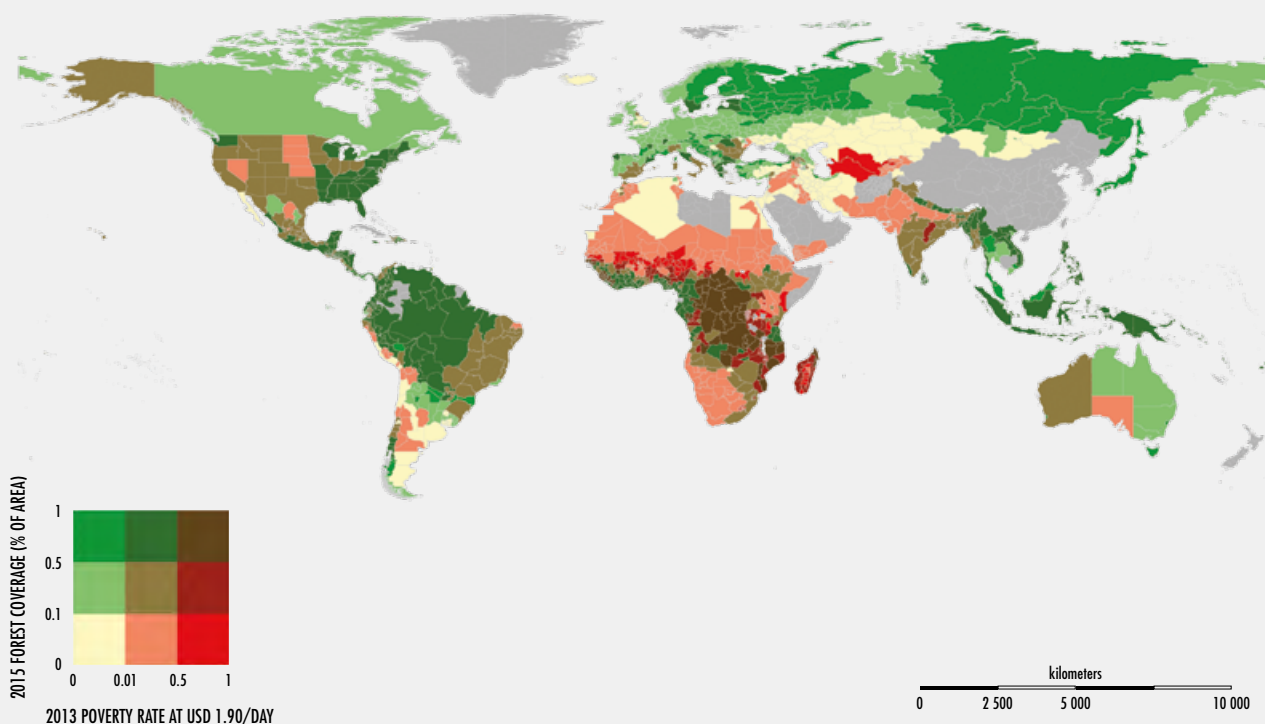 2015 FOREST COVERAGE (% OF AREA)
1
0.5
0.1
0
0 0.01 0.5 1
2013 POVERTY RATE AT USD 1.90/DAY
kilometers
0 2 500 5 000 10 000